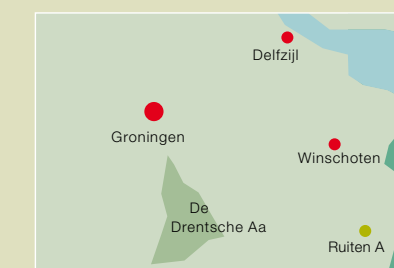 Delfzijl
Groningen
Winschoten
De
Drentsche Aa
Ruiten A